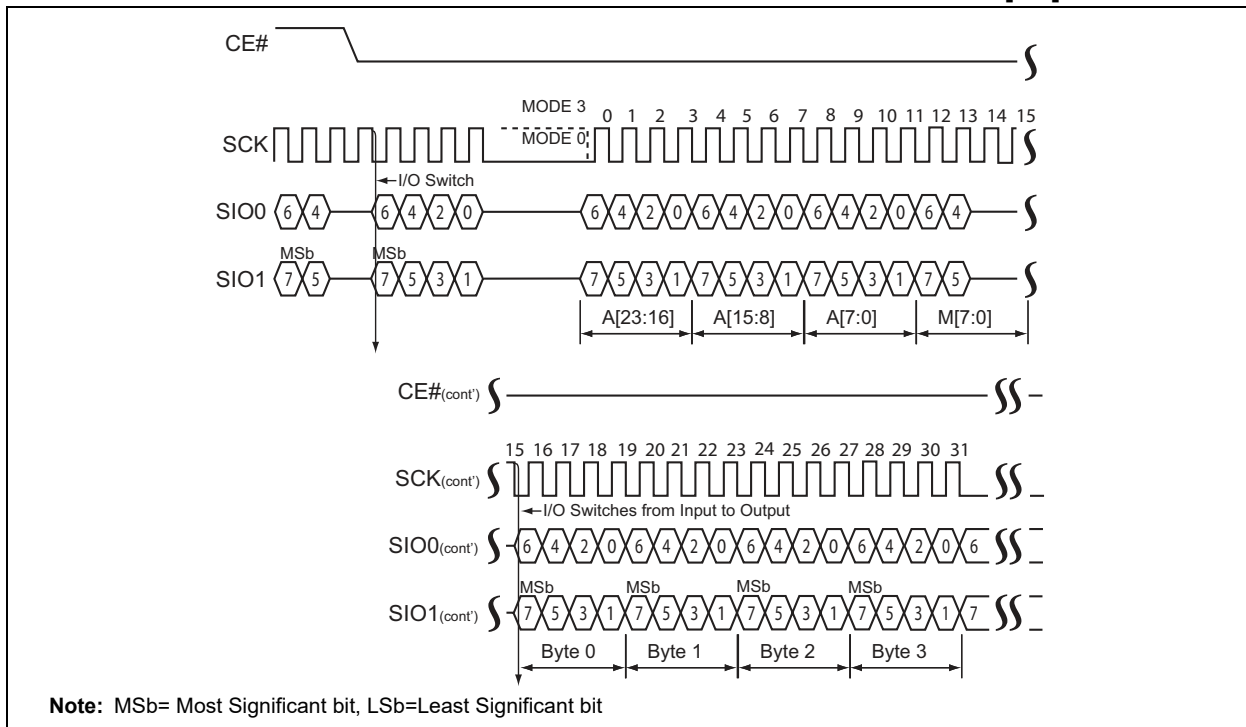 CE#
MODE 3
0 1 2 3 4 5 6 7 8 9 10 11 12 13 14 15
SCK
MODE 0
I/O Switch
SIO0 6 4 6 4 2 0 6 4 2 0 6 4 2 0 6 4 2 0 6 4
MSb MSb
SIO1 7 5 7 5 3 1 7 5 3 1 7 5 3 1 7 5 3 1 7 5
A[23:16] A[15:8] A[7:0] M[7:0]
CE#(cont')
15 16 17 18 19 20 21 22 23 24 25 26 27 28 29 30 31
SCK(cont')
I/O Switches from Input to Output
SIO0(cont') 6 4 2 0 6 4 2 0 6 4 2 0 6 4 2 0 6
MSb MSb MSb MSb
SIO1(cont') 7 5 3 1 7 5 3 1 7 5 3 1 7 5 3 1 7
Byte 0 Byte 1 Byte 2 Byte 3
Note: MSb= Most Significant bit, LSb=Least Significant bit